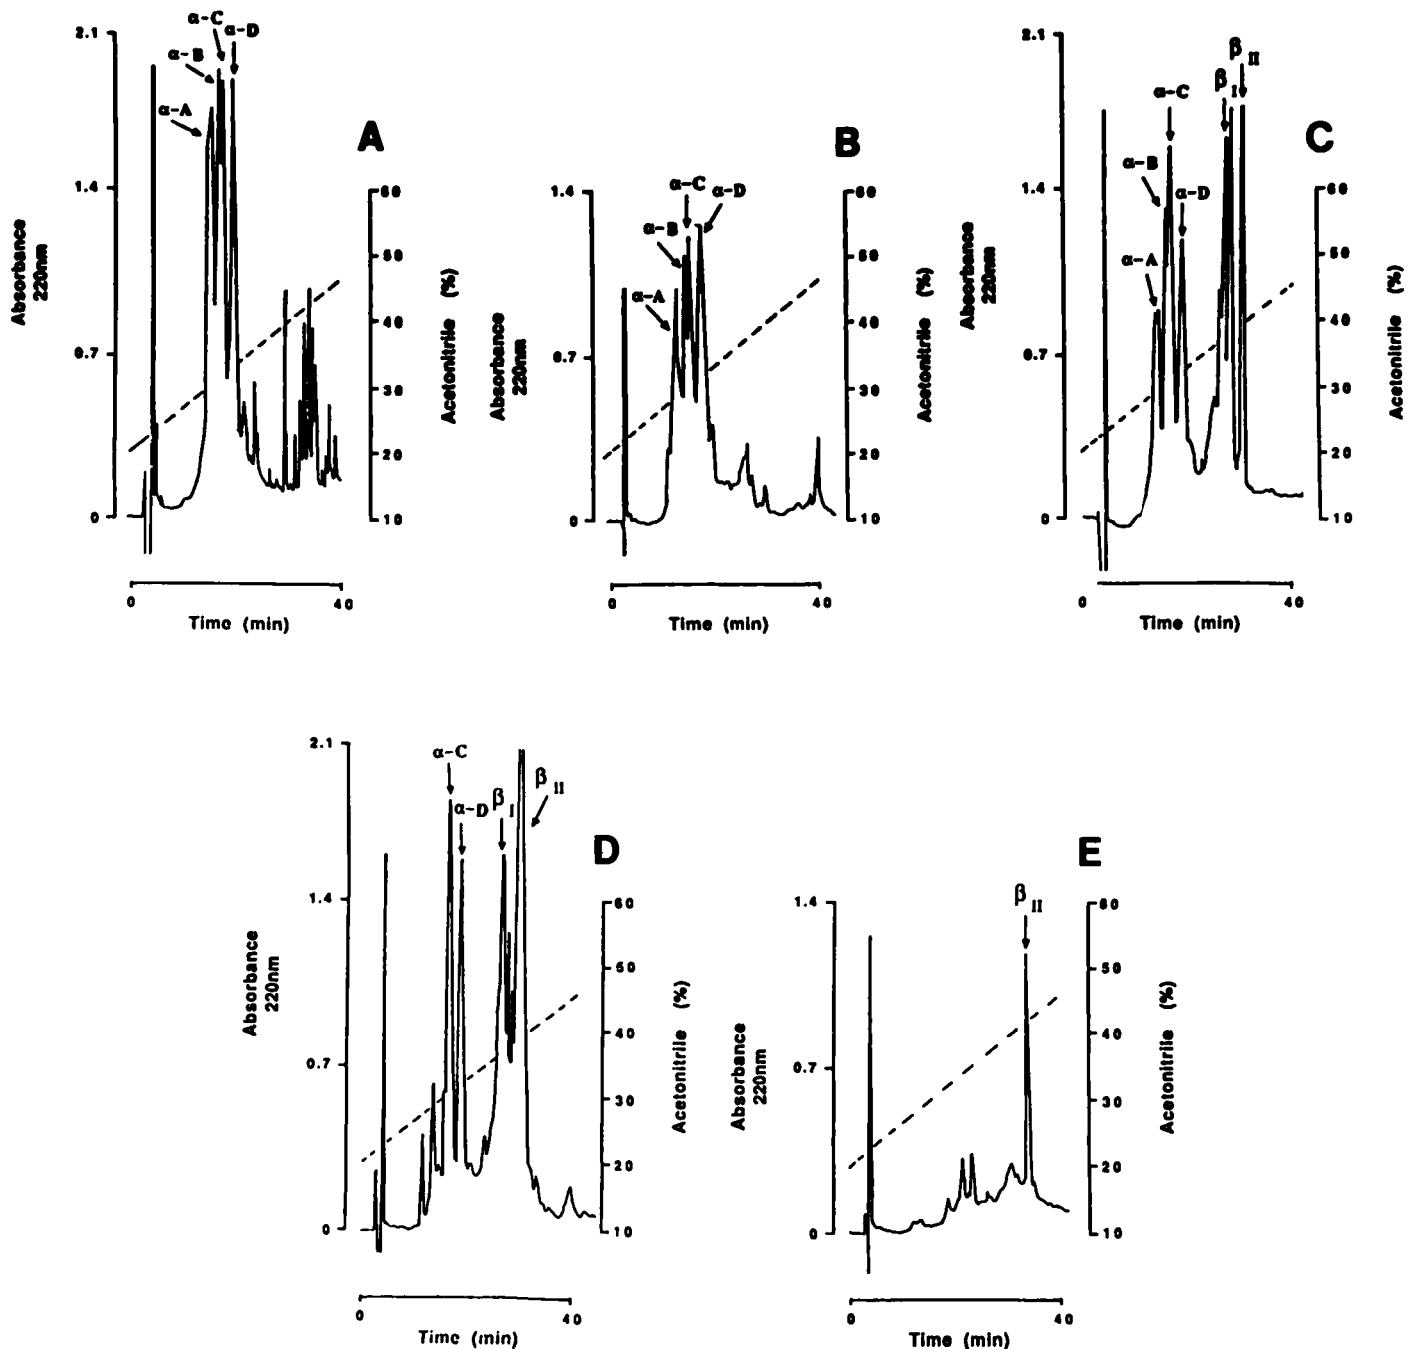 A
2.1
1.4
0.7
0
Absorbance
220nm
α-A
α-B
α-C
α-D
60
50
40
30
20
10
Acetonitrile (%)
0
40
Time (min)
B
1.4
0.7
0
Absorbance
220nm
α-A
α-B
α-C
α-D
60
50
40
30
20
10
Acetonitrile (%)
0
40
Time (min)
C
2.1
1.4
0.7
0
Absorbance
220nm
α-A
α-B
α-C
α-D
β I
β II
60
50
40
30
20
10
Acetonitrile (%)
0
40
Time (min)
D
2.1
1.4
0.7
0
Absorbance
220nm
α-C
α-D
β I
β II
60
50
40
30
20
10
Acetonitrile (%)
0
40
Time (min)
E
1.4
0.7
0
Absorbance
220nm
β II
60
50
40
30
20
10
Acetonitrile (%)
0
40
Time (min)